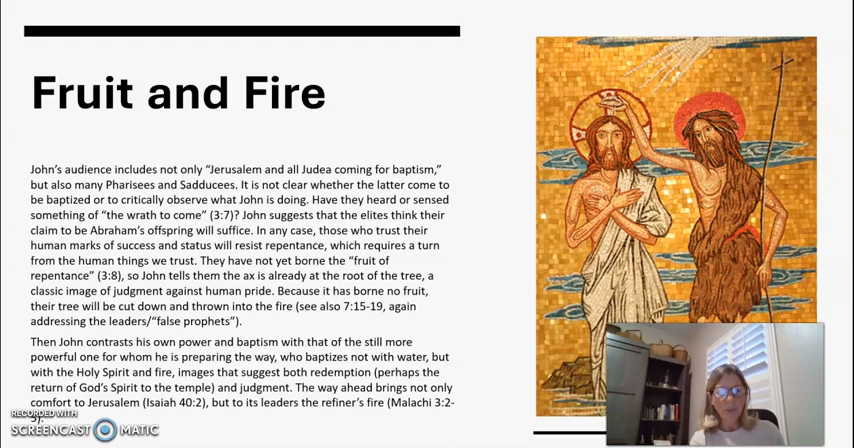 Fruit and Fire
John's audience includes not only "Jerusalem and all Judea coming for baptism,"
but also many Pharisees and Sadducees. It is not clear whether the latter come to
be baptized or to critically observe what John is doing. Have they heard or sensed
something of "the wrath to come" (3:7)? John suggests that the elites think their
claim to be Abraham's offspring will suffice. In any case, those who trust their
human marks of success and status will resist repentance, which requires a turn
from the human things we trust. They have not yet borne the "fruit of
repentance" (3:8), so John tells them the ax is already at the root of the tree, a
classic image of judgment against human pride. Because it has borne no fruit,
their tree will be cut down and thrown into the fire (see also 7:15-19, again
addressing the leaders/"false prophets").
Then John contrasts his own power and baptism with that of the still more
powerful one for whom he is preparing the way, who baptizes not with water, but
with the Holy Spirit and fire, images that suggest both redemption (perhaps the
return of God's Spirit to the temple) and judgment. The way ahead brings not only
comfort to Jerusalem (Isaiah 40:2), but to its leaders the refiner's fire (Malachi 3:2-
5).
RECORDED WITH
SCREENCAST MATIC